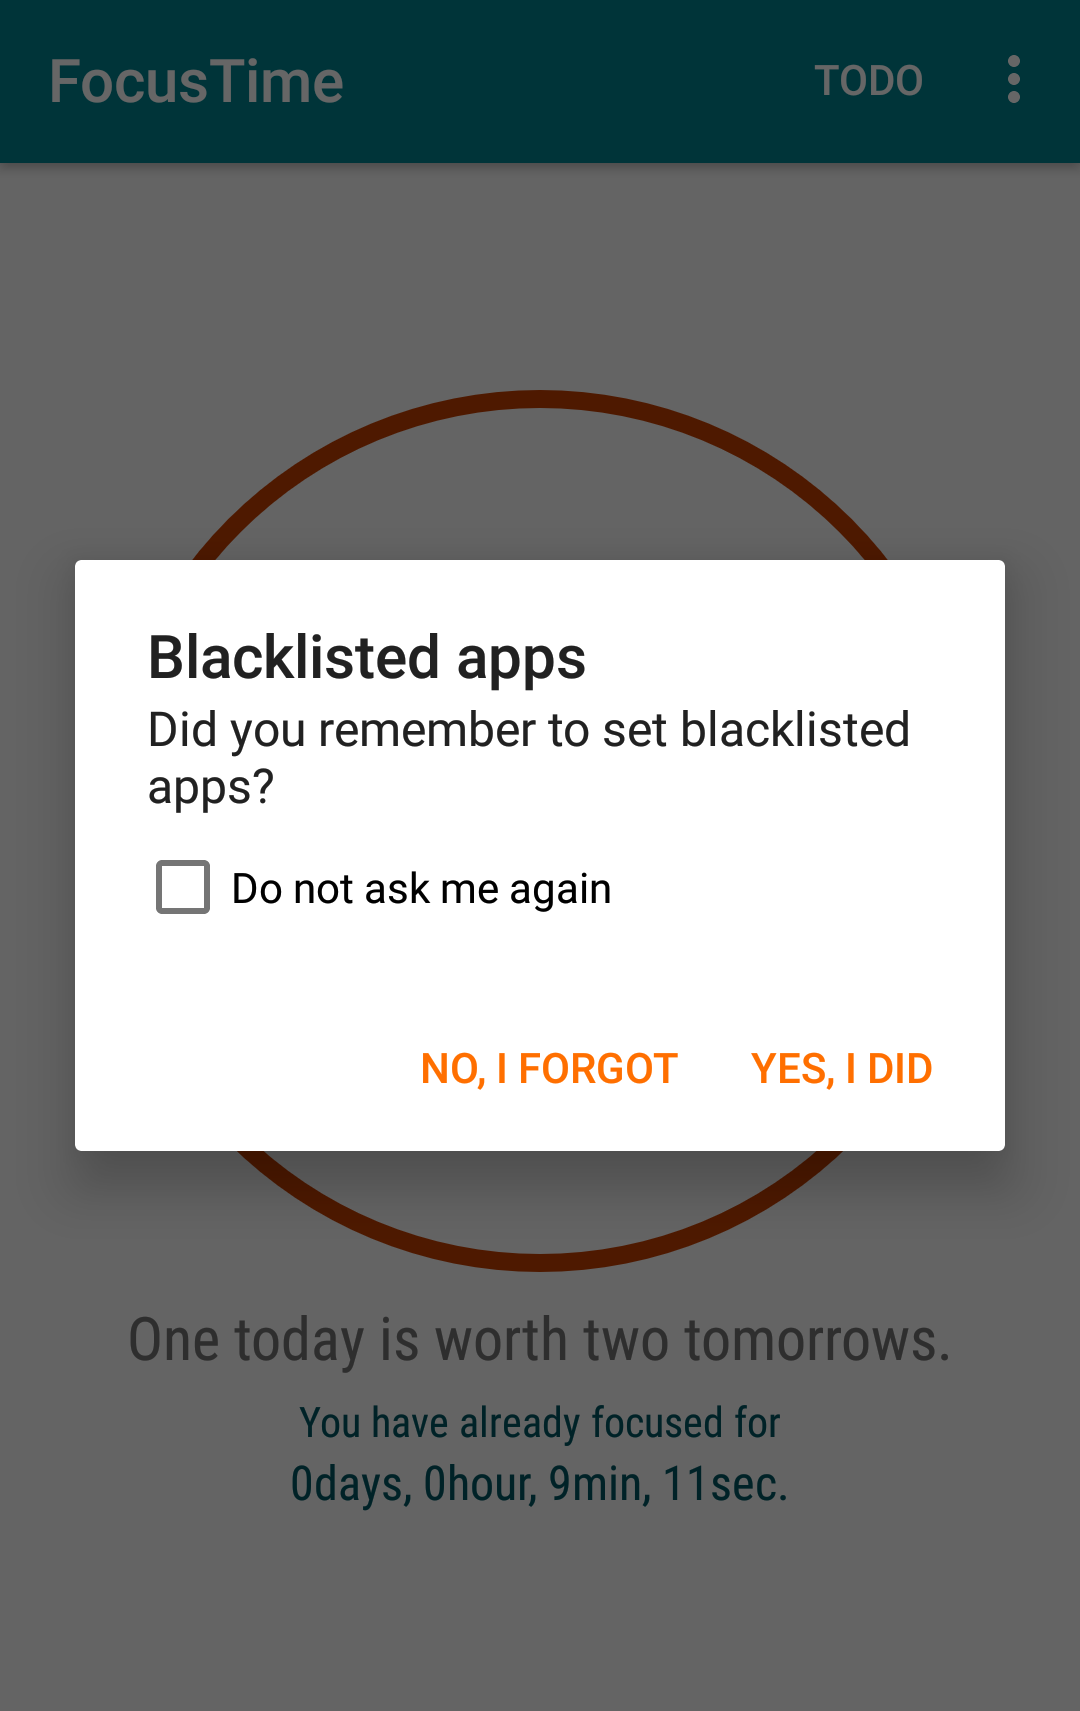 FocusTime
TODO
Blacklisted apps
Did you remember to set blacklisted
apps?
Do not ask me again
NO, I FORGOT
YES, I DID
One today is worth two tomorrows.
You have already focused for
0days, 0hour, 9min, 11sec.